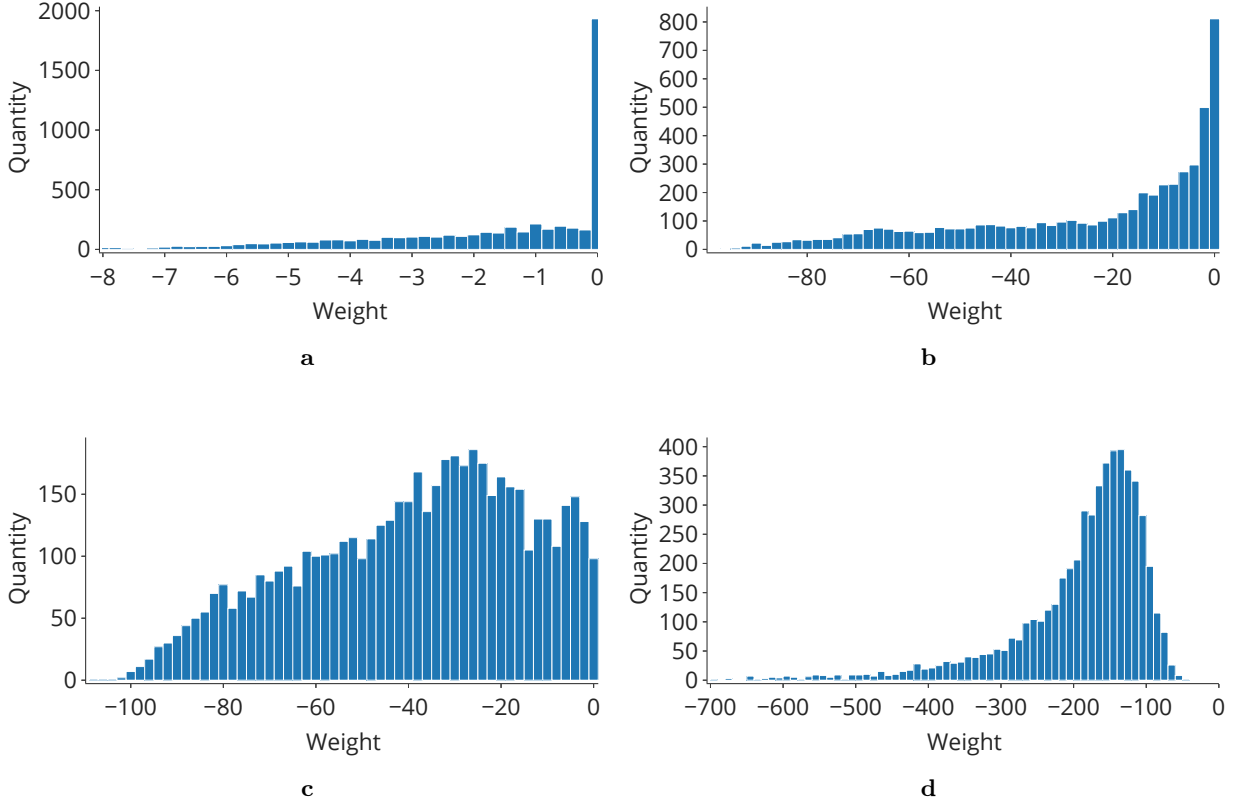 2000
1500
1000
500
0
Quantity
−8 −7 −6 −5 −4 −3 −2 −1 0
Weight
a
800
700
600
500
400
300
200
100
0
Quantity
−80 −60 −40 −20 0
Weight
b
150
100
50
0
Quantity
−100 −80 −60 −40 −20 0
Weight
c
400
350
300
250
200
150
100
50
0
Quantity
−700 −600 −500 −400 −300 −200 −100 0
Weight
d